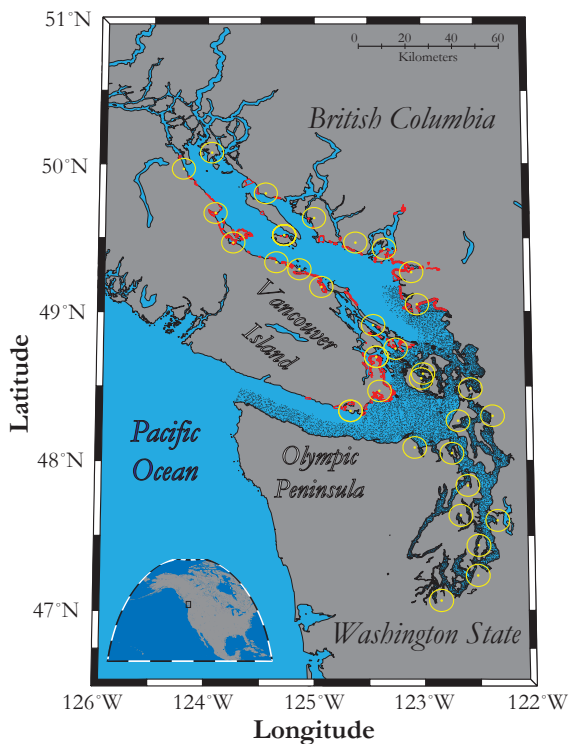 51°N
0 20 40 60
Kilometers
British Columbia
50°N
49°N
Vancouver
Island
Latitude
48°N
Pacific
Ocean
Olympic
Peninsula
47°N
Washington State
126°W 124°W 125°W 123°W 122°W
Longitude